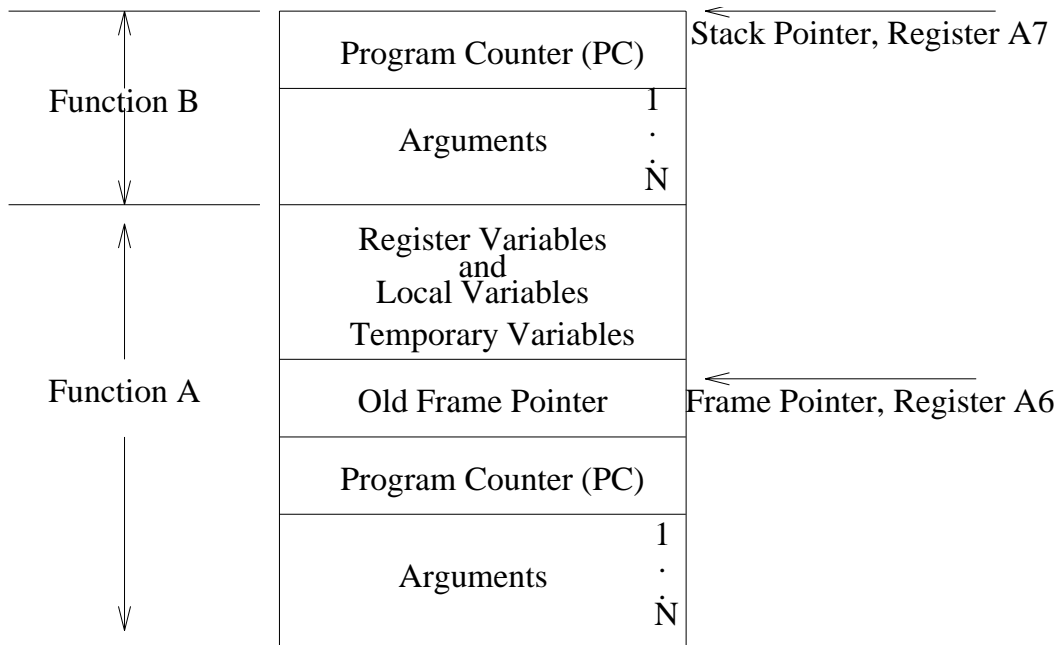 Stack Pointer, Register A7
Program Counter (PC)
Function B
1
.
.
N
Arguments
Register Variables
and
Local Variables
Temporary Variables
Function A
Old Frame Pointer
Frame Pointer, Register A6
Program Counter (PC)
1
.
.
N
Arguments